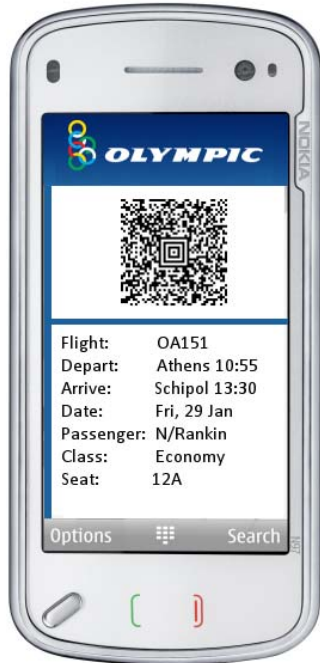 NOKIA
OLYMPIC
Flight: OA151
Depart: Athens 10:55
Arrive: Schipol 13:30
Date: Fri, 29 Jan
Passenger: N/Rankin
Class: Economy
Seat: 12A
Options Search
N97